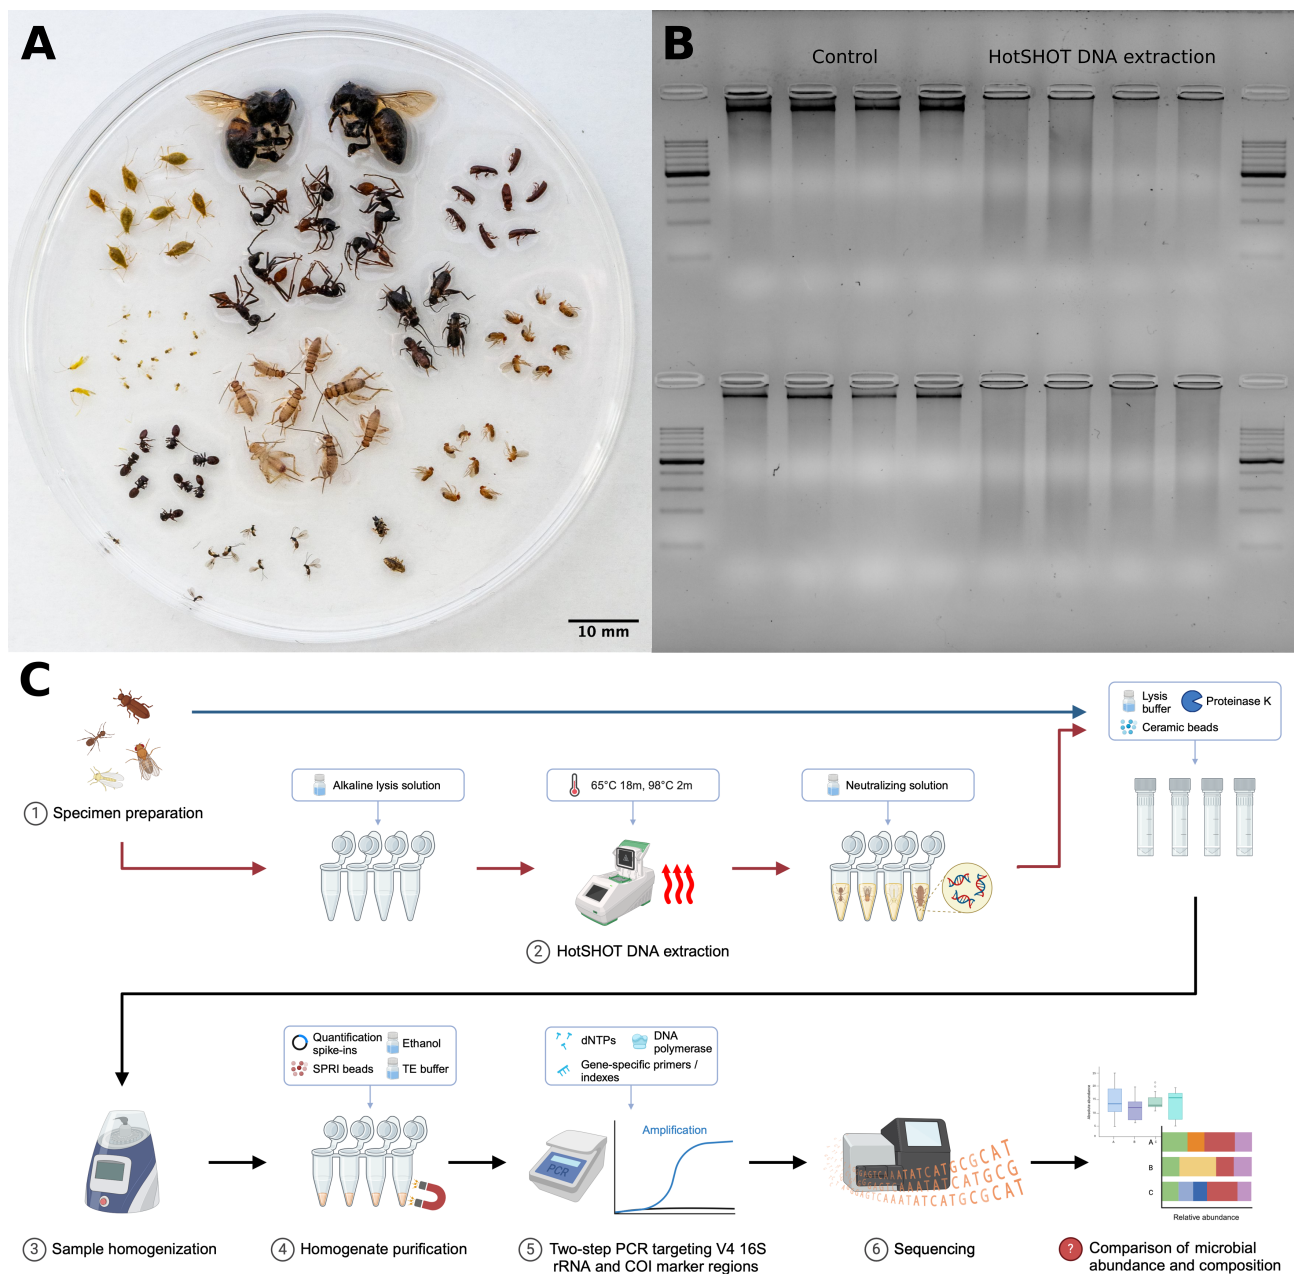 A
10 mm
B
Control
HotSHOT DNA extraction
C
1 Specimen preparation
Alkaline lysis solution
65°C 18m, 98°C 2m
Neutralizing solution
Lysis
buffer
Proteinase K
Ceramic beads
2 HotSHOT DNA extraction
Quantification
spike-ins
Ethanol
SPRI beads
TE buffer
dNTPs
DNA
polymerase
Gene-specific primers /
indexes
PCR
Amplification
Absolute abundance
A
B
C
Relative abundance
3 Sample homogenization
4 Homogenate purification
5 Two-step PCR targeting V4 16S
rRNA and COI marker regions
6 Sequencing
? Comparison of microbial
abundance and composition